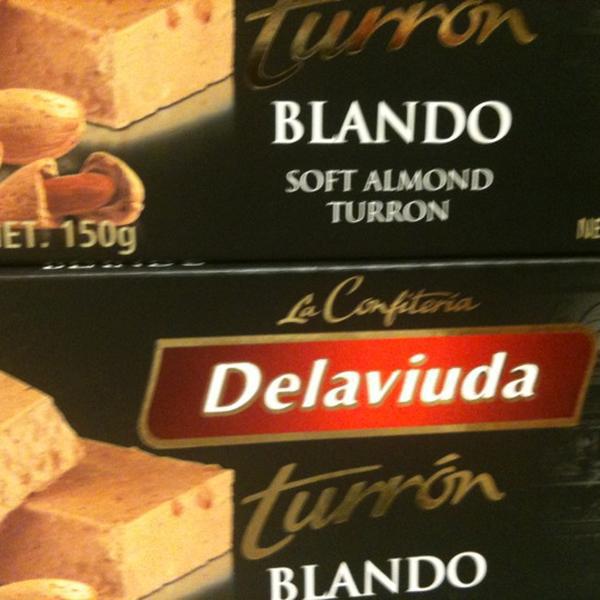 turrón
BLANDO
SOFT ALMOND
TURRON
NET. 150g
La Confitería
Delaviuda
turrón
BLANDO